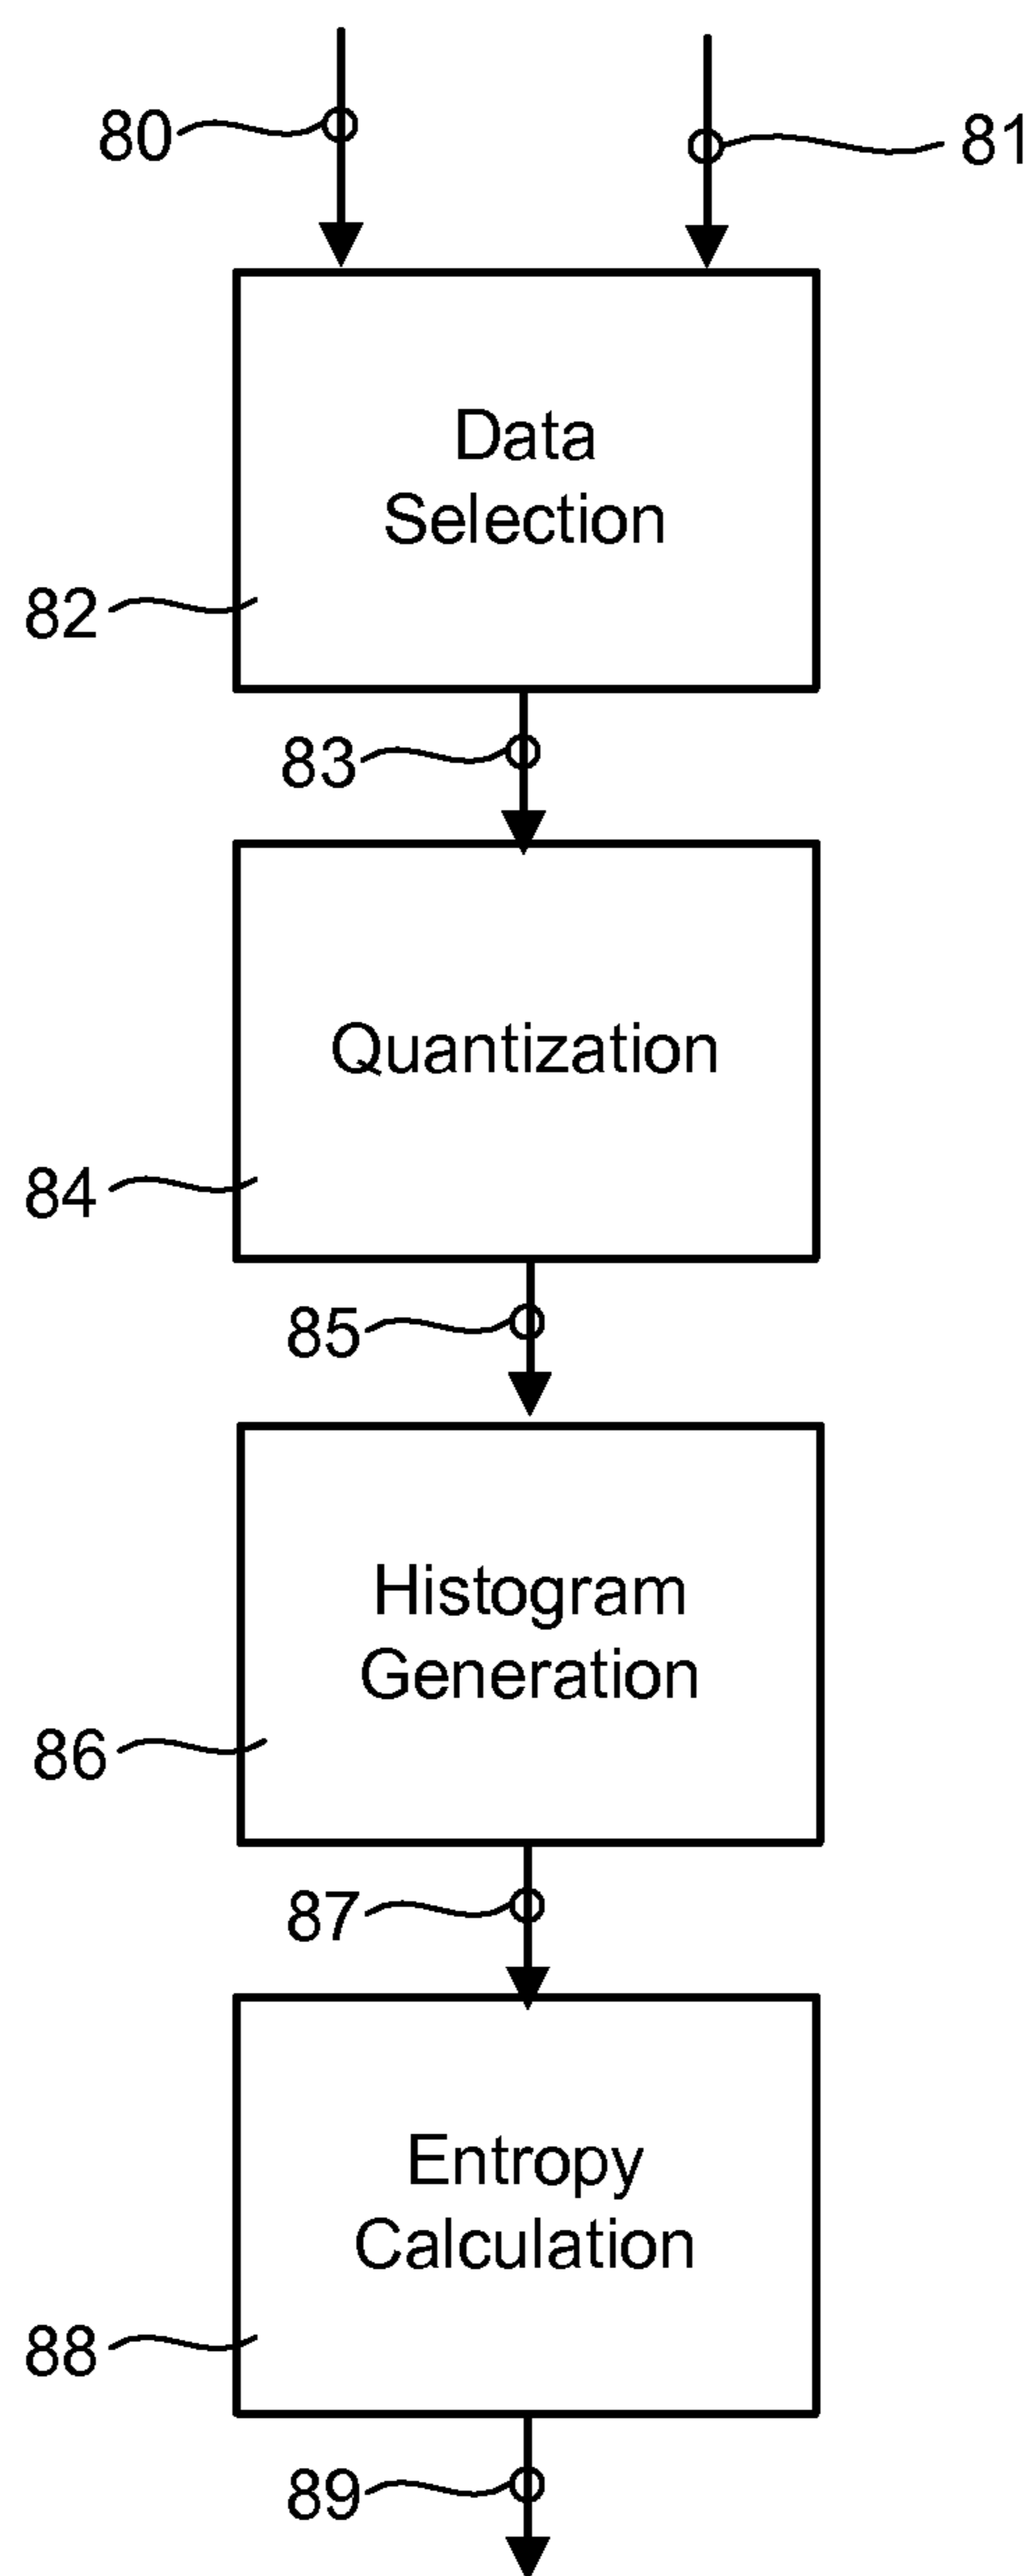 80
81
Data
Selection
82
83
Quantization
84
85
Histogram
Generation
86
87
Entropy
Calculation
88
89